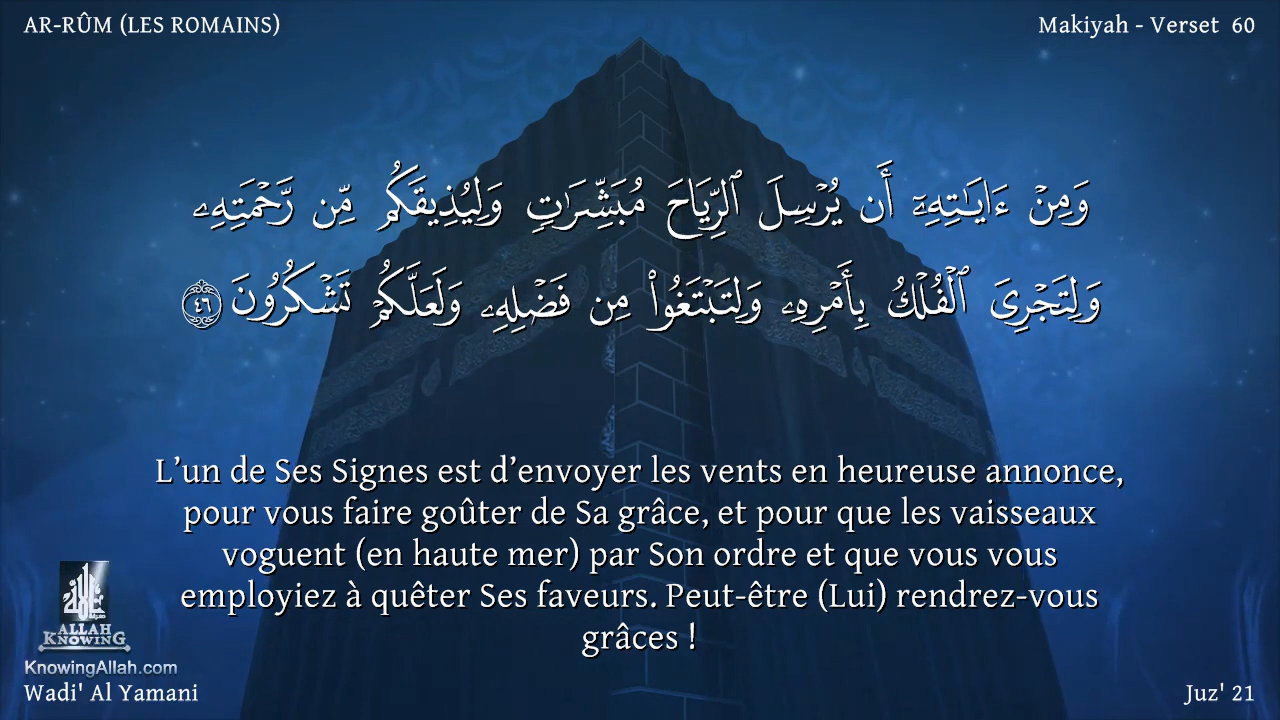 AR-RÛM (LES ROMAINS)
Makiyah - Verset 60
وَمِنْ ءَايَـٰتِهِۦٓ أَن يُرْسِلَ ٱلرِّيَاحَ مُبَشِّرَٰتٍ وَلِيُذِيقَكُم مِّن رَّحْمَتِهِۦ
وَلِتَجْرِىَ ٱلْفُلْكُ بِأَمْرِهِۦ وَلِتَبْتَغُوا۟ مِن فَضْلِهِۦ وَلَعَلَّكُمْ تَشْكُرُونَ ٤٦
L’un de Ses Signes est d’envoyer les vents en heureuse annonce,
pour vous faire goûter de Sa grâce, et pour que les vaisseaux
voguent (en haute mer) par Son ordre et que vous vous
employiez à quêter Ses faveurs. Peut-être (Lui) rendrez-vous
grâces !
ALLAH
KNOWING
KnowingAllah.com
Wadi' Al Yamani
Juz' 21